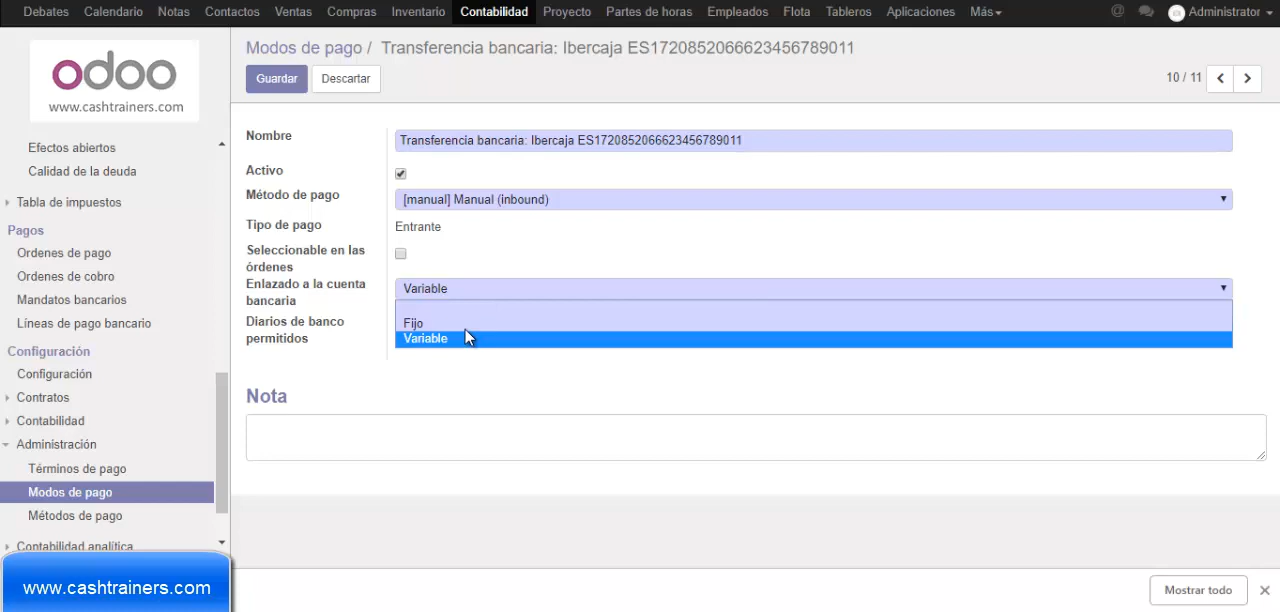 Debates Calendario Notas Contactos Ventas Compras Inventario Contabilidad Proyecto Partes de horas Empleados Flota Tableros Aplicaciones Más @ Administrator
odoo
www.cashtrainers.com
Efectos abiertos
Calidad de la deuda
Tabla de impuestos
Pagos
Ordenes de pago
Ordenes de cobro
Mandatos bancarios
Líneas de pago bancario
Configuración
Configuración
Contratos
Contabilidad
Administración
Términos de pago
Modos de pago
Métodos de pago
Contabilidad analítica
www.cashtrainers.com
Modos de pago / Transferencia bancaria: Ibercaja ES1720852066623456789011
Guardar Descartar 10 / 11
Nombre Transferencia bancaria: Ibercaja ES1720852066623456789011
Activo
Método de pago [manual] Manual (inbound)
Tipo de pago Entrante
Seleccionable en las
órdenes
Enlazado a la cuenta
bancaria
Variable
Diarios de banco
permitidos
Fijo
Variable
Nota
Mostrar todo